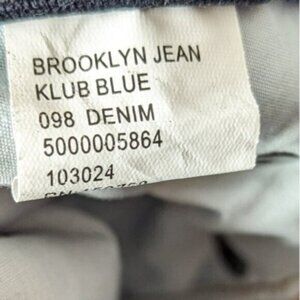 BROOKLYN JEAN
KLUB BLUE
098 DENIM
5000005864
103024